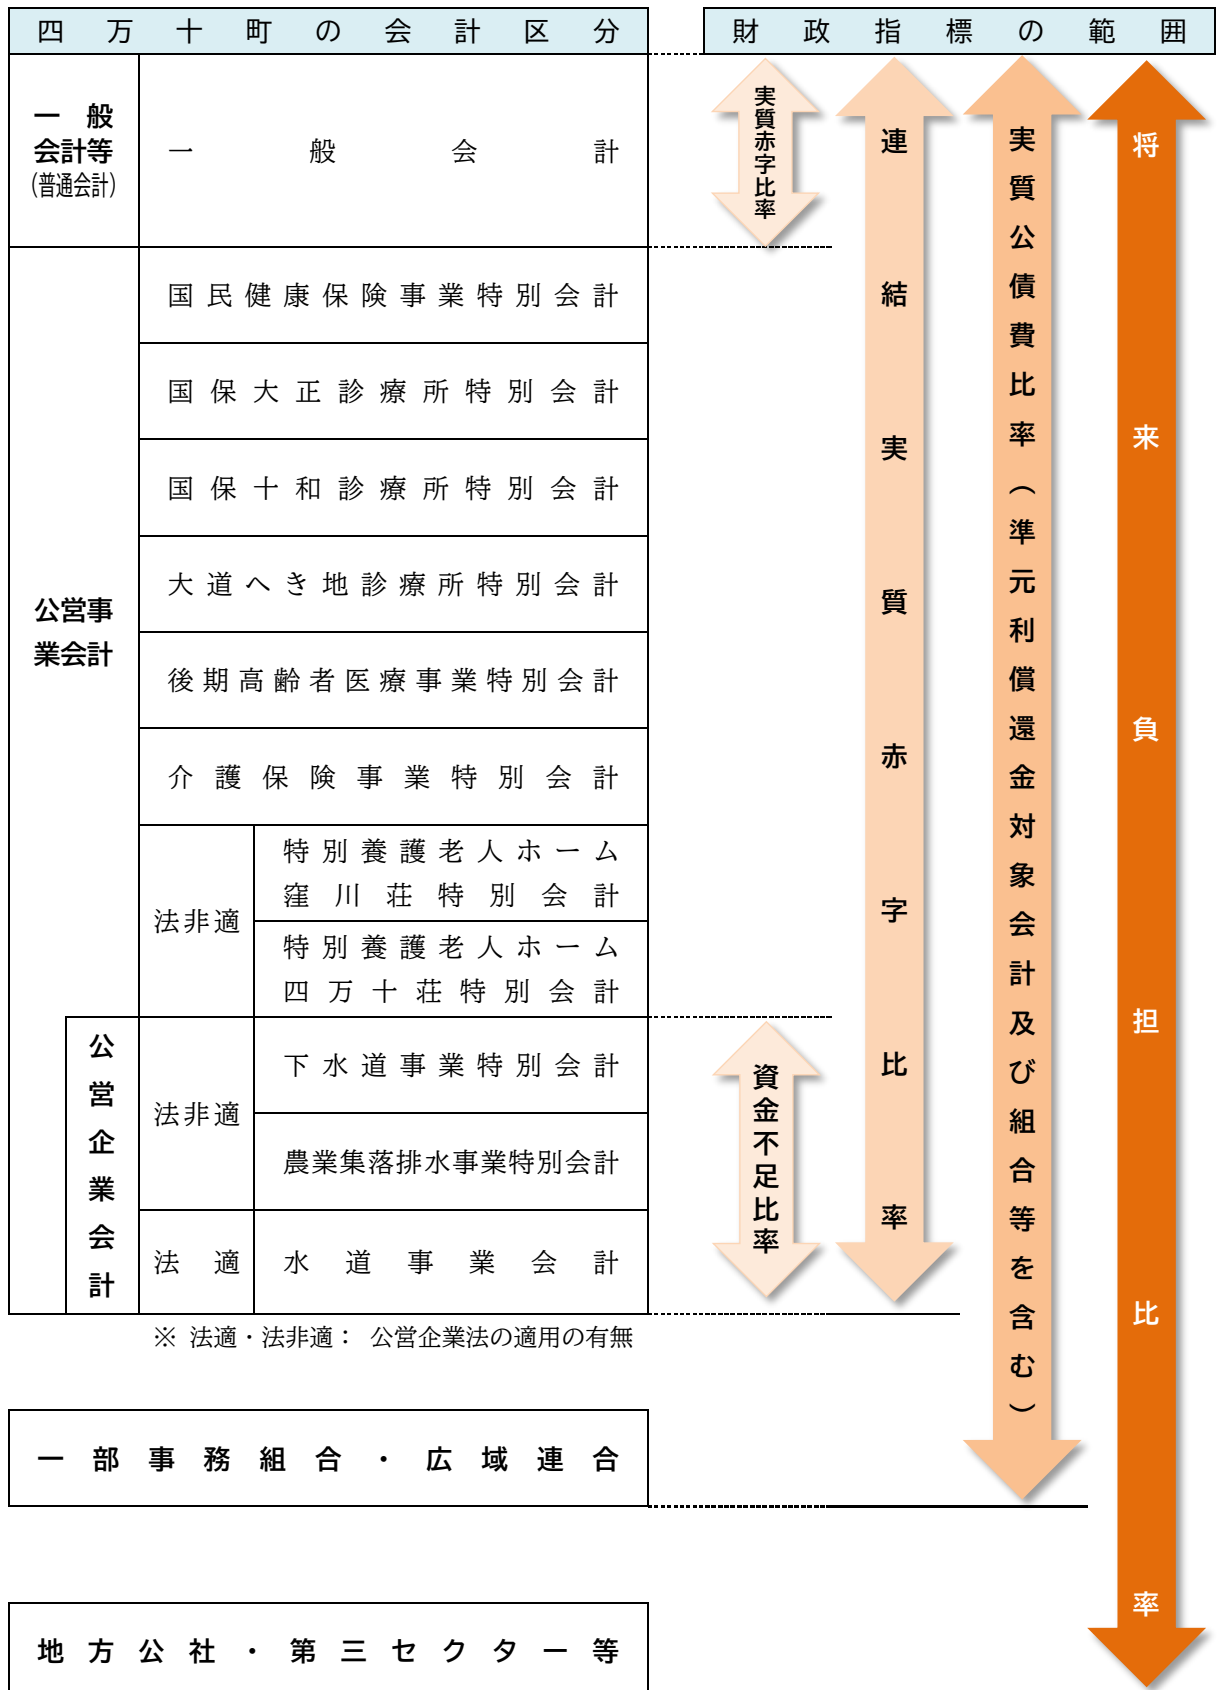 四万十町の会計区分
財政指標の範囲
一般
会計等
（普通会計）
一般会計
公営事
業会計
国民健康保険事業特別会計
国保大正診療所特別会計
国保十和診療所特別会計
大道へき地診療所特別会計
後期高齢者医療事業特別会計
介護保険事業特別会計
法非適
特別養護老人ホーム
窪川荘特別会計
特別養護老人ホーム
四万十荘特別会計
公営企業会計
法非適
下水道事業特別会計
農業集落排水事業特別会計
法適
水道事業会計
※ 法適・法非適： 公営企業法の適用の有無
一部事務組合・広域連合
地方公社・第三セクター等
実質赤字比率
資金不足比率
連結実質赤字比率
実質公債費比率（準元利償還金対象会計及び組合等を含む）
将来負担比率